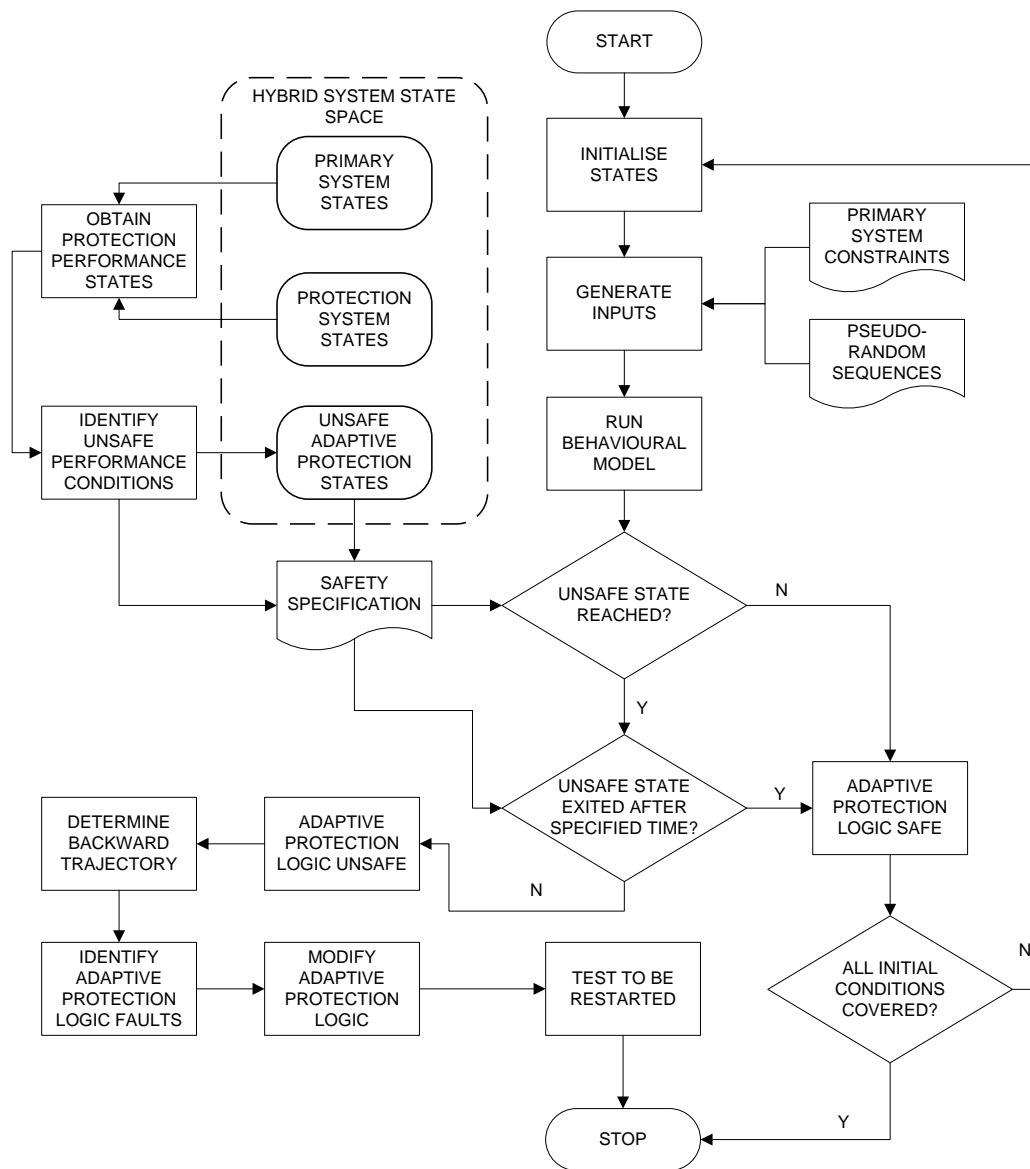 START
HYBRID SYSTEM STATE
SPACE
PRIMARY
SYSTEM
STATES
INITIALISE
STATES
OBTAIN
PROTECTION
PERFORMANCE
STATES
PRIMARY
SYSTEM
CONSTRAINTS
PROTECTION
SYSTEM
STATES
GENERATE
INPUTS
PSEUDO-
RANDOM
SEQUENCES
IDENTIFY
UNSAFE
PERFORMANCE
CONDITIONS
UNSAFE
ADAPTIVE
PROTECTION
STATES
RUN
BEHAVIOURAL
MODEL
SAFETY
SPECIFICATION
UNSAFE STATE
REACHED?
N
Y
UNSAFE STATE
EXITED AFTER
SPECIFIED TIME?
Y
ADAPTIVE
PROTECTION
LOGIC SAFE
N
ADAPTIVE
PROTECTION
LOGIC UNSAFE
DETERMINE
BACKWARD
TRAJECTORY
IDENTIFY
ADAPTIVE
PROTECTION
LOGIC FAULTS
MODIFY
ADAPTIVE
PROTECTION
LOGIC
TEST TO BE
RESTARTED
ALL INITIAL
CONDITIONS
COVERED?
N
Y
STOP